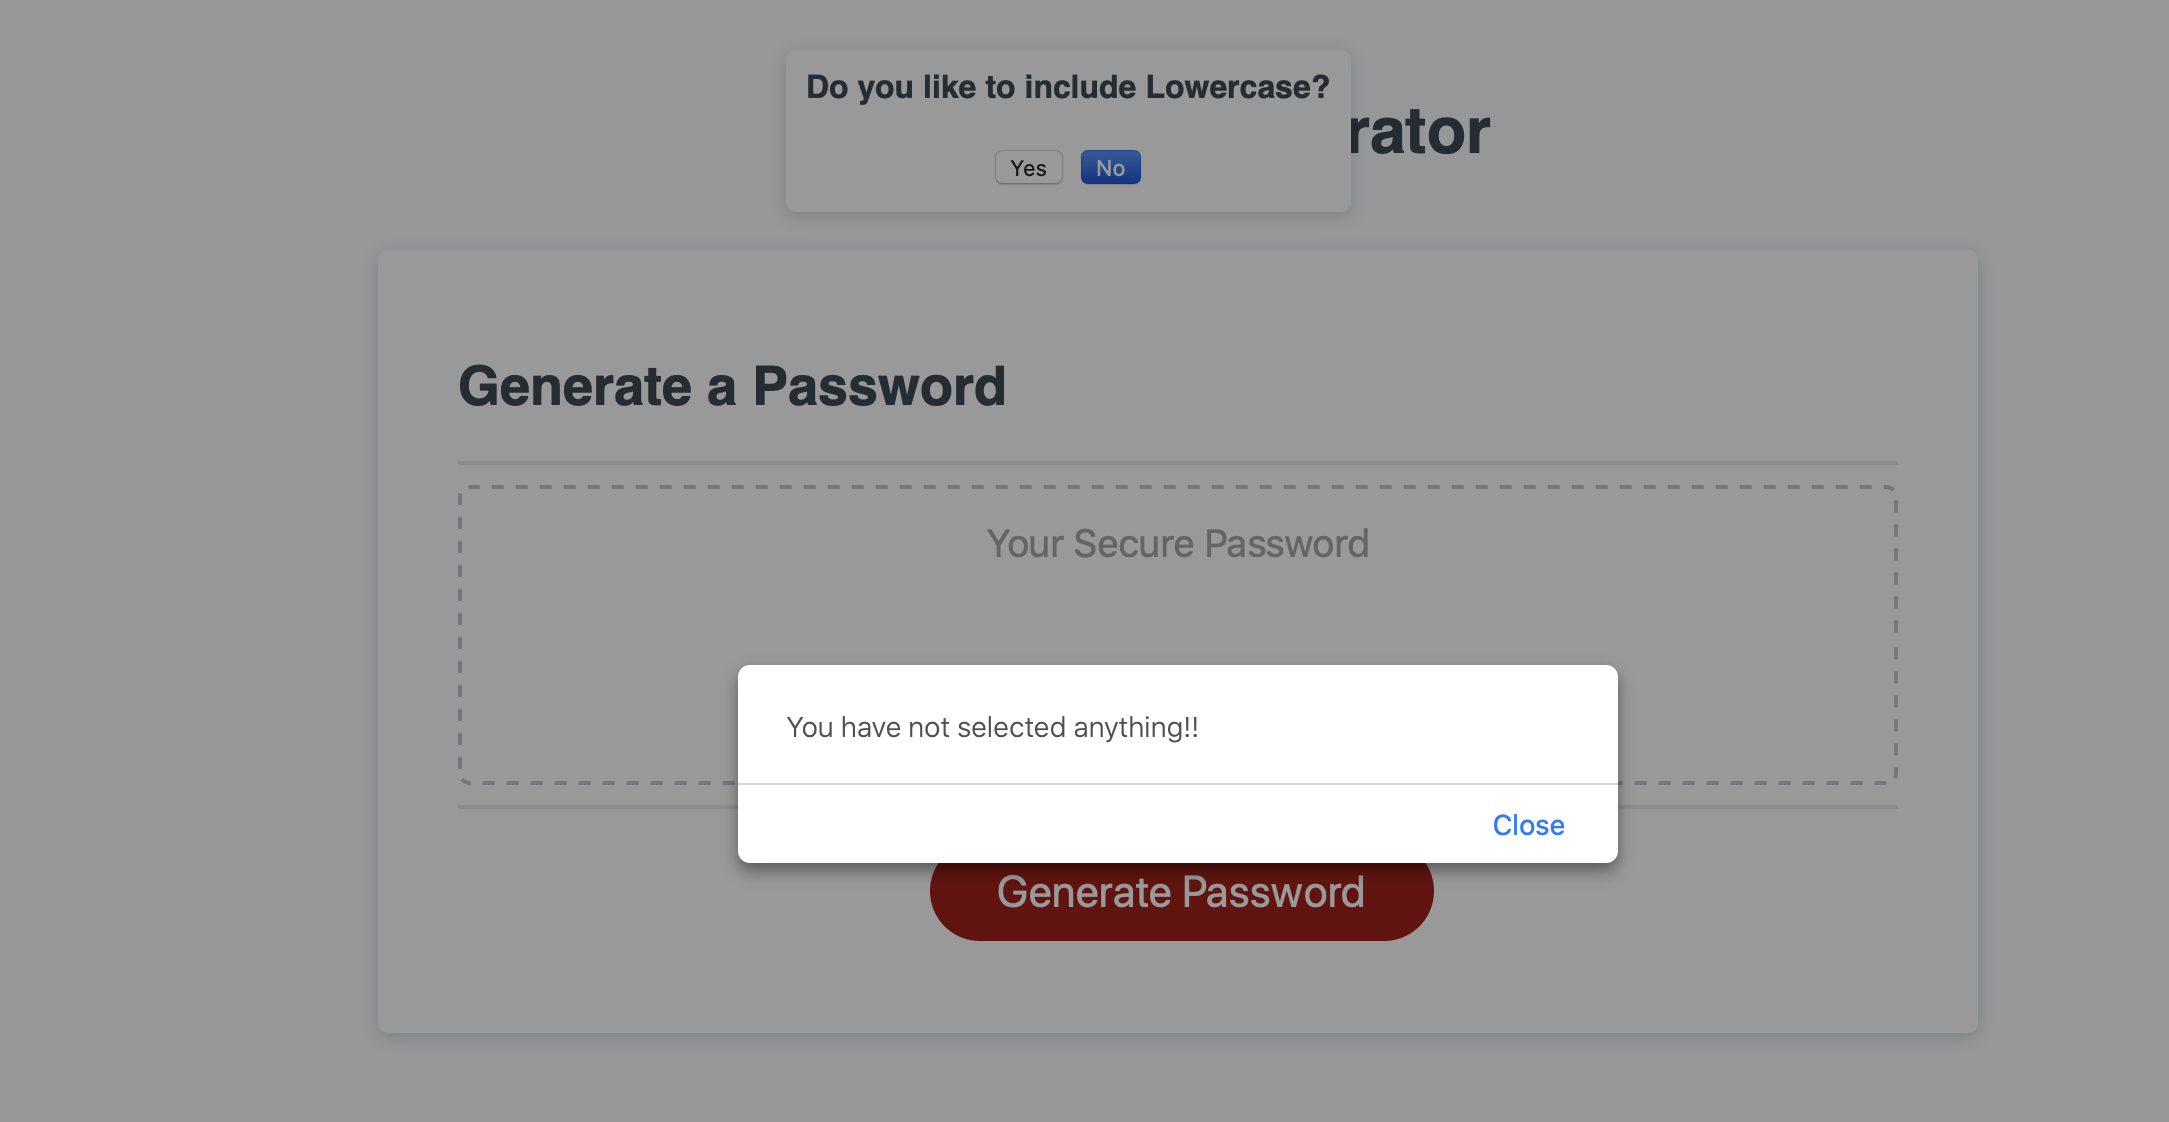 Do you like to include Lowercase?
rator
Yes No
Generate a Password
Your Secure Password
You have not selected anything!!
Close
Generate Password